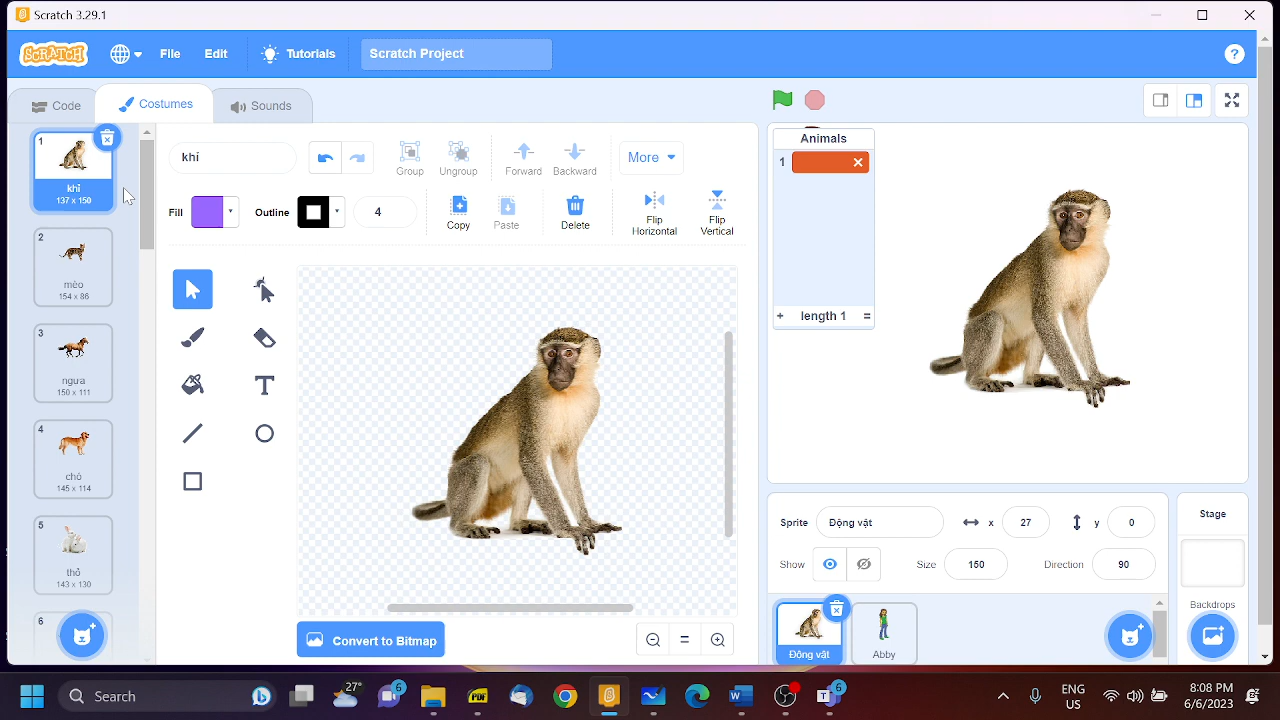 Scratch 3.29.1
SCRATCH File Edit Tutorials Scratch Project ?
Code Costumes Sounds
1
khỉ
137 x 150
2
mèo
154 x 86
3
ngựa
150 x 111
4
chó
145 x 114
5
thỏ
143 x 130
6
khỉ
Group Ungroup Forward Backward More
Fill Outline 4
Copy Paste Delete Flip Horizontal Flip Vertical
T
Convert to Bitmap
Animals
1
+ length 1 =
Sprite Động vật x 27 y 0
Show Size 150 Direction 90
Động vật
Abby
Stage
Backdrops
Search
27°
6
PDF
W
6
ENG
US
8:08 PM
6/6/2023